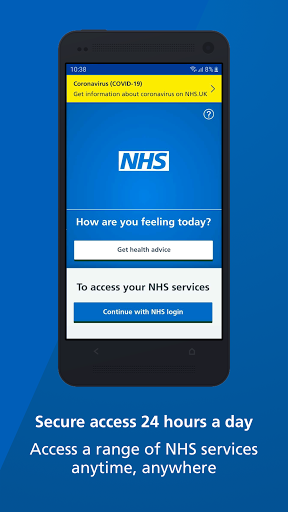 10:38
8%
Coronavirus (COVID-19)
Get information about coronavirus on NHS.UK
?
NHS
How are you feeling today?
Get health advice
To access your NHS services
Continue with NHS login
Secure access 24 hours a day
Access a range of NHS services
anytime, anywhere